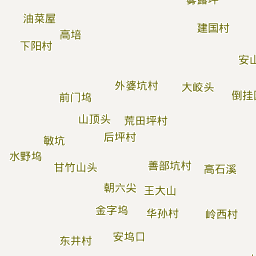 油菜屋
建国村
高培
下阳村
安山
外婆坑村
大皎头
倒挂
前门坞
山顶头
荒田坪村
后坪村
敏坑
水野坞
甘竹山头
善部坑村
高石溪
朝六尖
王大山
金字坞
华孙村
岭西村
东井村
安坞口